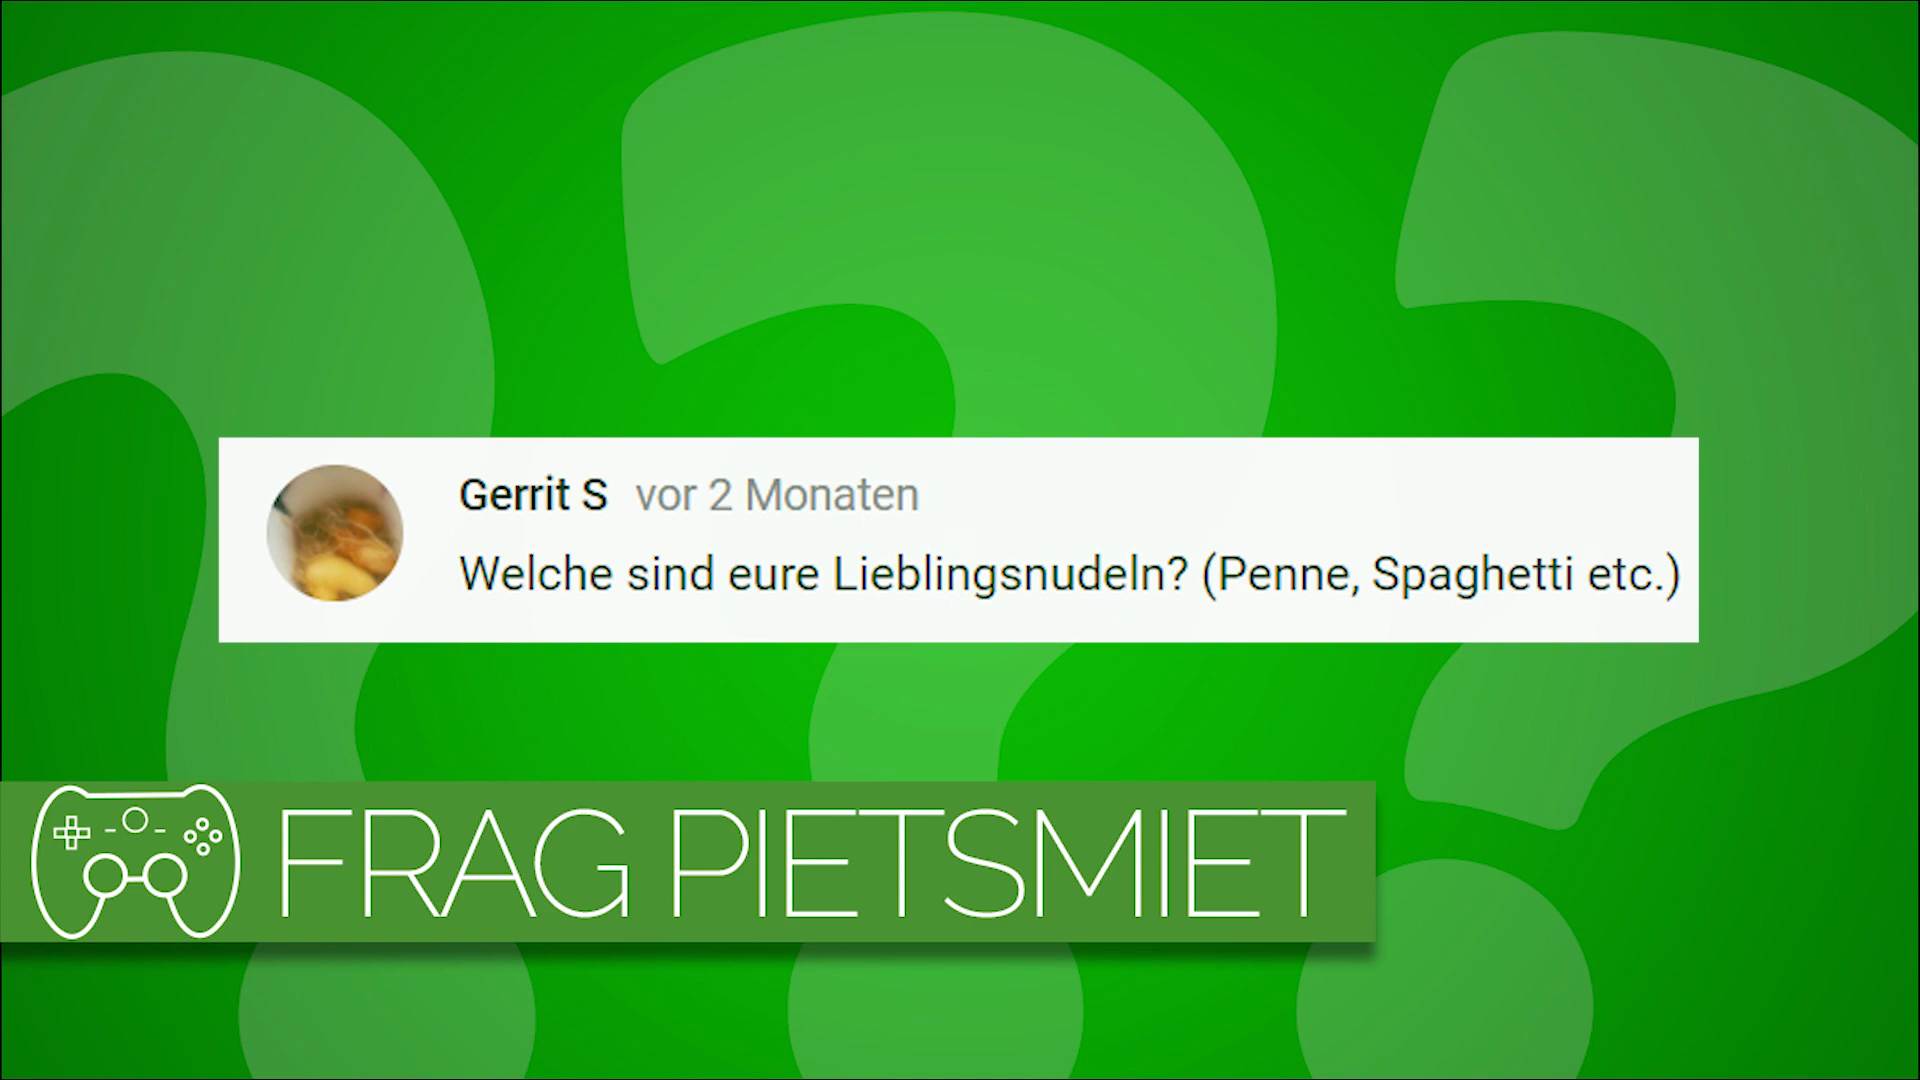 Gerrit S vor 2 Monaten
Welche sind eure Lieblingsnudeln? (Penne, Spaghetti etc.)
FRAG PIETSMIET